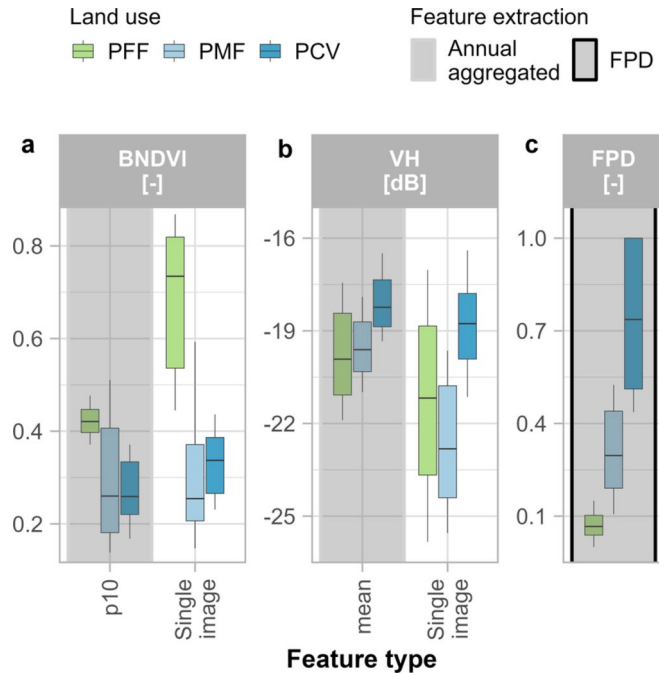 Land use
PFF PMF PCV
Feature extraction
Annual
aggregated
FPD
a
BNDVI
[-]
0.8
0.6
0.4
0.2
p10
Single
image
b
VH
[dB]
-16
-19
-22
-25
mean
Single
image
c
FPD
[-]
1.0
0.7
0.4
0.1
Feature type